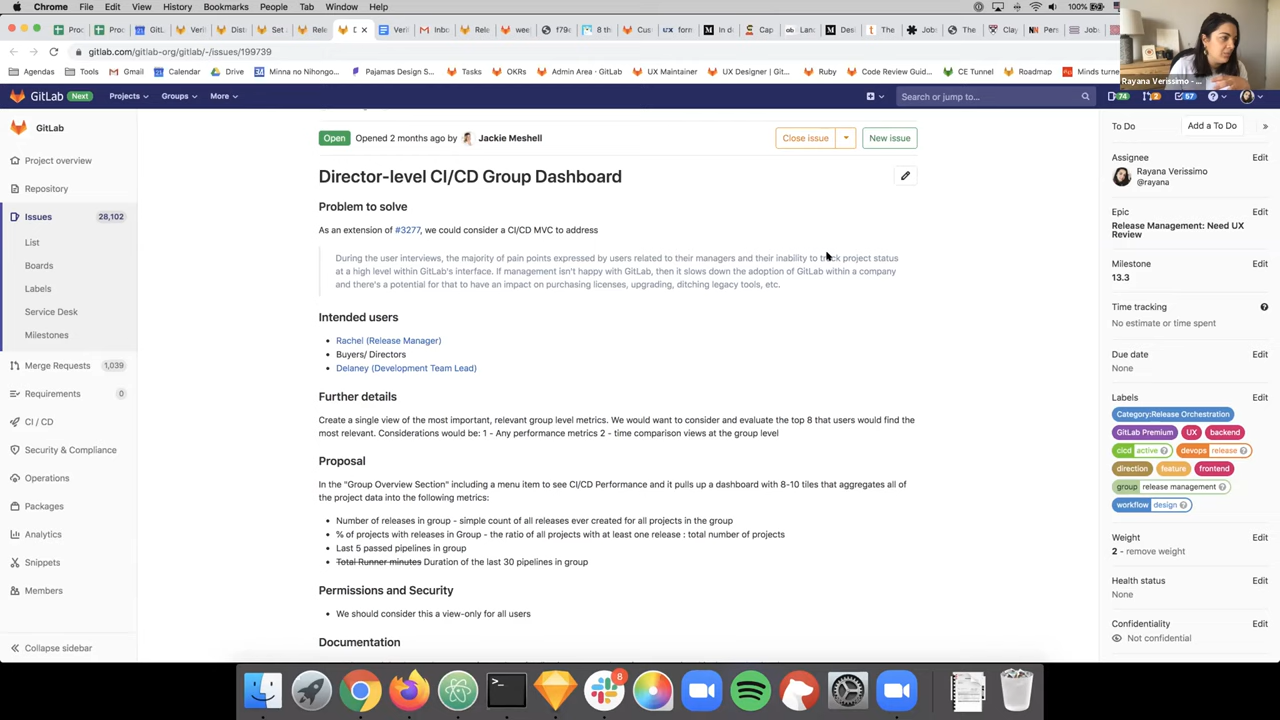 Chrome File Edit View History Bookmarks People Tab Window Help 100%
gitlab.com/gitlab-org/gitlab/-/issues/199739
Agendas Tools Gmail Calendar Drive Minna no Nihongo... Pajamas Design S... Tasks OKRs Admin Area · GitLab UX Maintainer UX Designer | Git... Ruby Code Review Guid... CE Tunnel Roadmap Minds turne
Rayana Verissimo -
GitLab Next Projects Groups More Search or jump to... 74 2 57
GitLab
Project overview
Repository
Issues 28,102
List
Boards
Labels
Service Desk
Milestones
Merge Requests 1,039
Requirements 0
CI / CD
Security & Compliance
Operations
Packages
Analytics
Snippets
Members
Collapse sidebar
Open Opened 2 months ago by Jackie Meshell Close issue New issue
Director-level CI/CD Group Dashboard
Problem to solve
As an extension of #3277, we could consider a CI/CD MVC to address
During the user interviews, the majority of pain points expressed by users related to their managers and their inability to track project status
at a high level within GitLab's interface. If management isn't happy with GitLab, then it slows down the adoption of GitLab within a company
and there's a potential for that to have an impact on purchasing licenses, upgrading, ditching legacy tools, etc.
Intended users
Rachel (Release Manager)
Buyers/ Directors
Delaney (Development Team Lead)
Further details
Create a single view of the most important, relevant group level metrics. We would want to consider and evaluate the top 8 that users would find the
most relevant. Considerations would be: 1 - Any performance metrics 2 - time comparison views at the group level
Proposal
In the "Group Overview Section" including a menu item to see CI/CD Performance and it pulls up a dashboard with 8-10 tiles that aggregates all of
the project data into the following metrics:
Number of releases in group - simple count of all releases ever created for all projects in the group
% of projects with releases in Group - the ratio of all projects with at least one release : total number of projects
Last 5 passed pipelines in group
Total Runner minutes Duration of the last 30 pipelines in group
Permissions and Security
We should consider this a view-only for all users
Documentation
To Do Add a To Do
Assignee Edit
Rayana Verissimo
@rayana
Epic Edit
Release Management: Need UX
Review
Milestone Edit
13.3
Time tracking
No estimate or time spent
Due date Edit
None
Labels Edit
Category:Release Orchestration
GitLab Premium UX backend
cicd active devops release
direction feature frontend
group release management
workflow design
Weight Edit
2 - remove weight
Health status Edit
None
Confidentiality Edit
Not confidential
8